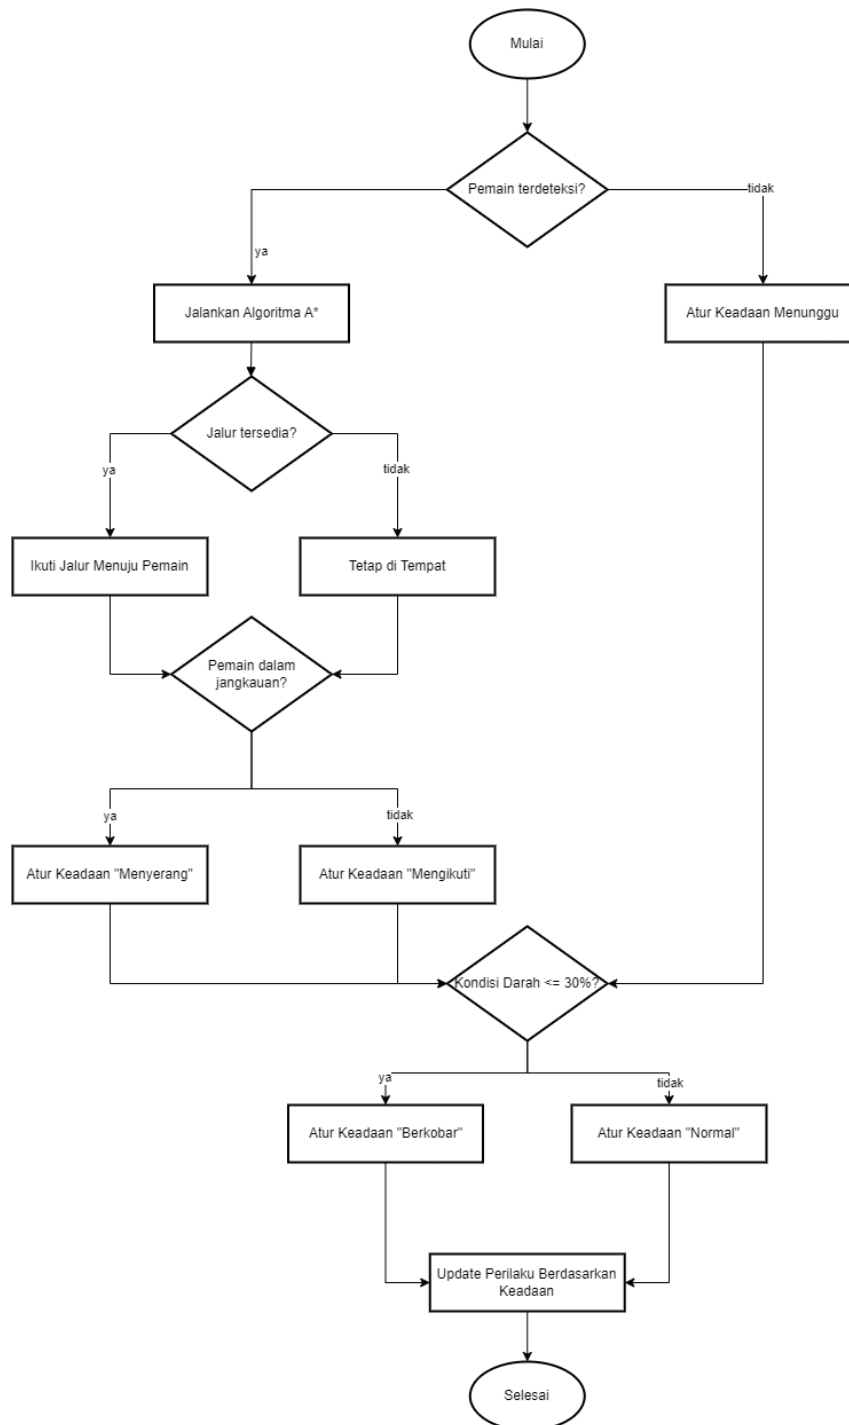 Mulai
Pemain terdeteksi?
tidak
ya
Jalankan Algoritma A*
Atur Keadaan Menunggu
Jalur tersedia?
ya
tidak
Ikuti Jalur Menuju Pemain
Tetap di Tempat
Pemain dalam
jangkauan?
ya
tidak
Atur Keadaan "Menyerang"
Atur Keadaan "Mengikuti"
Kondisi Darah <= 30%?
ya
tidak
Atur Keadaan "Berkobar"
Atur Keadaan "Normal"
Update Perilaku Berdasarkan
Keadaan
Selesai